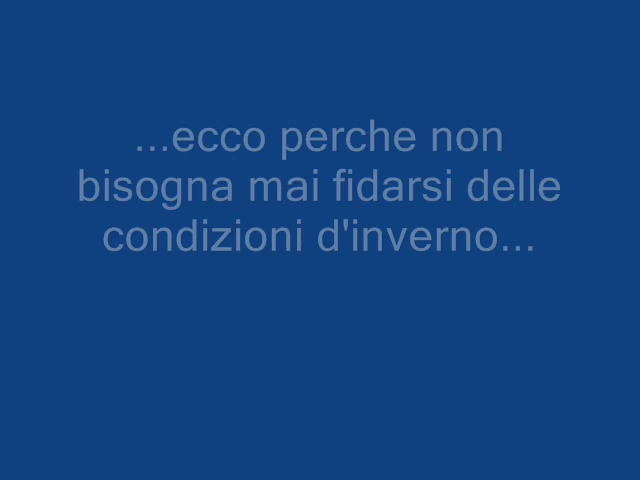 ...ecco perche non
bisogna mai fidarsi delle
condizioni d'inverno...